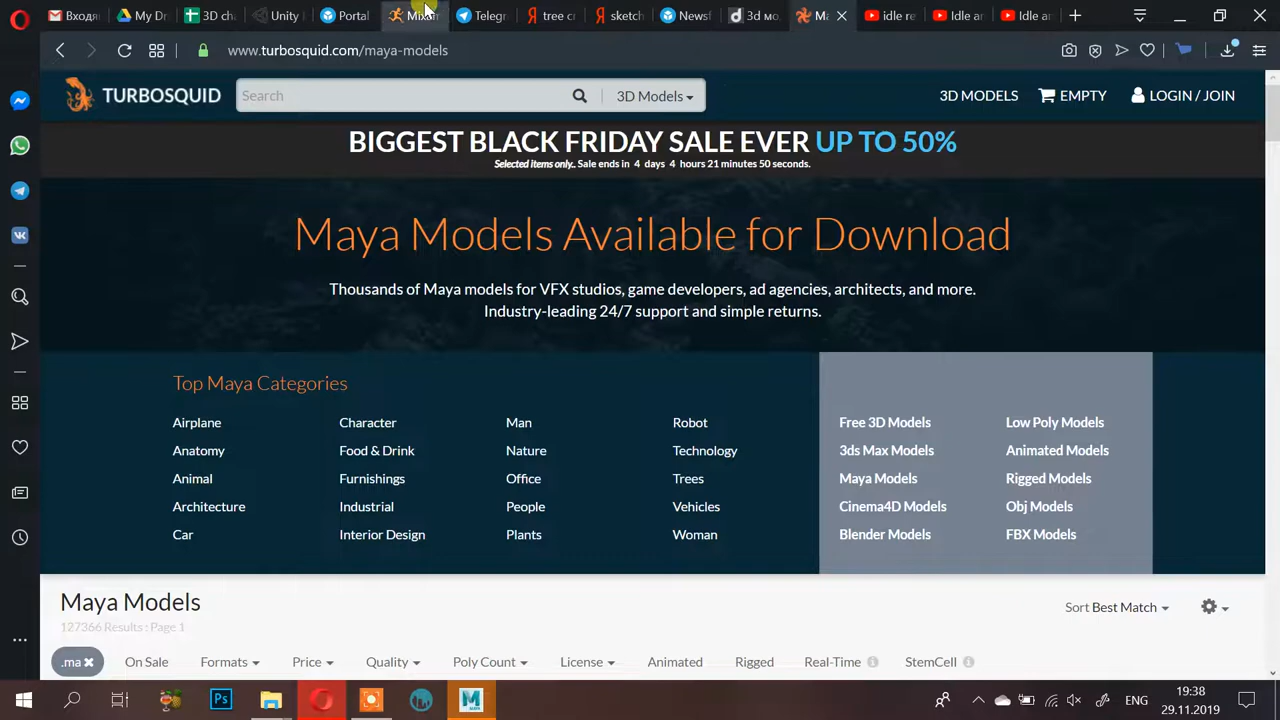 Входя
My Dr
3D ch
Unity
Portal
Mixa
Telegr
tree c
sketch
Newsf
3d мо
Ma
idle re
Idle ar
Idle ar
www.turbosquid.com/maya-models
TURBOSQUID
Search
3D Models
3D MODELS
EMPTY
LOGIN / JOIN
BIGGEST BLACK FRIDAY SALE EVER UP TO 50%
Selected items only.. Sale ends in 4 days 4 hours 21 minutes 50 seconds.
Maya Models Available for Download
Thousands of Maya models for VFX studios, game developers, ad agencies, architects, and more.
Industry-leading 24/7 support and simple returns.
Top Maya Categories
Airplane Character Man Robot Free 3D Models Low Poly Models
Anatomy Food & Drink Nature Technology 3ds Max Models Animated Models
Animal Furnishings Office Trees Maya Models Rigged Models
Architecture Industrial People Vehicles Cinema4D Models Obj Models
Car Interior Design Plants Woman Blender Models FBX Models
Maya Models
Sort Best Match
127366 Results : Page 1
.ma On Sale Formats Price Quality Poly Count License Animated Rigged Real-Time StemCell
Ps
ENG
19:38
29.11.2019